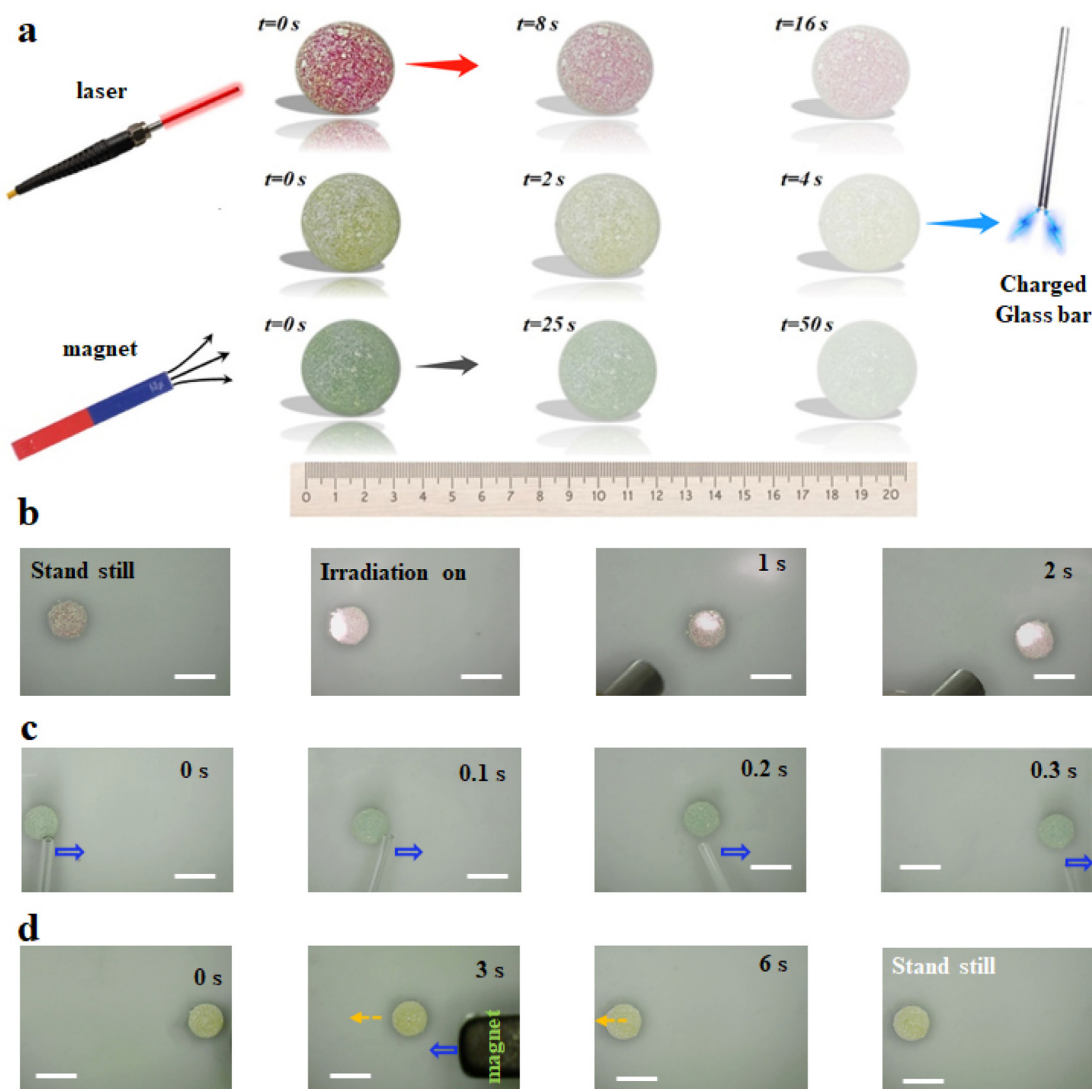 a
t=0 s
t=8 s
t=16 s
laser
t=0 s
t=2 s
t=4 s
Charged
Glass bar
t=0 s
t=25 s
t=50 s
magnet
0 1 2 3 4 5 6 7 8 9 10 11 12 13 14 15 16 17 18 19 20
b
Stand still
Irradiation on
1 s
2 s
c
0 s
0.1 s
0.2 s
0.3 s
d
0 s
3 s
magnet
6 s
Stand still